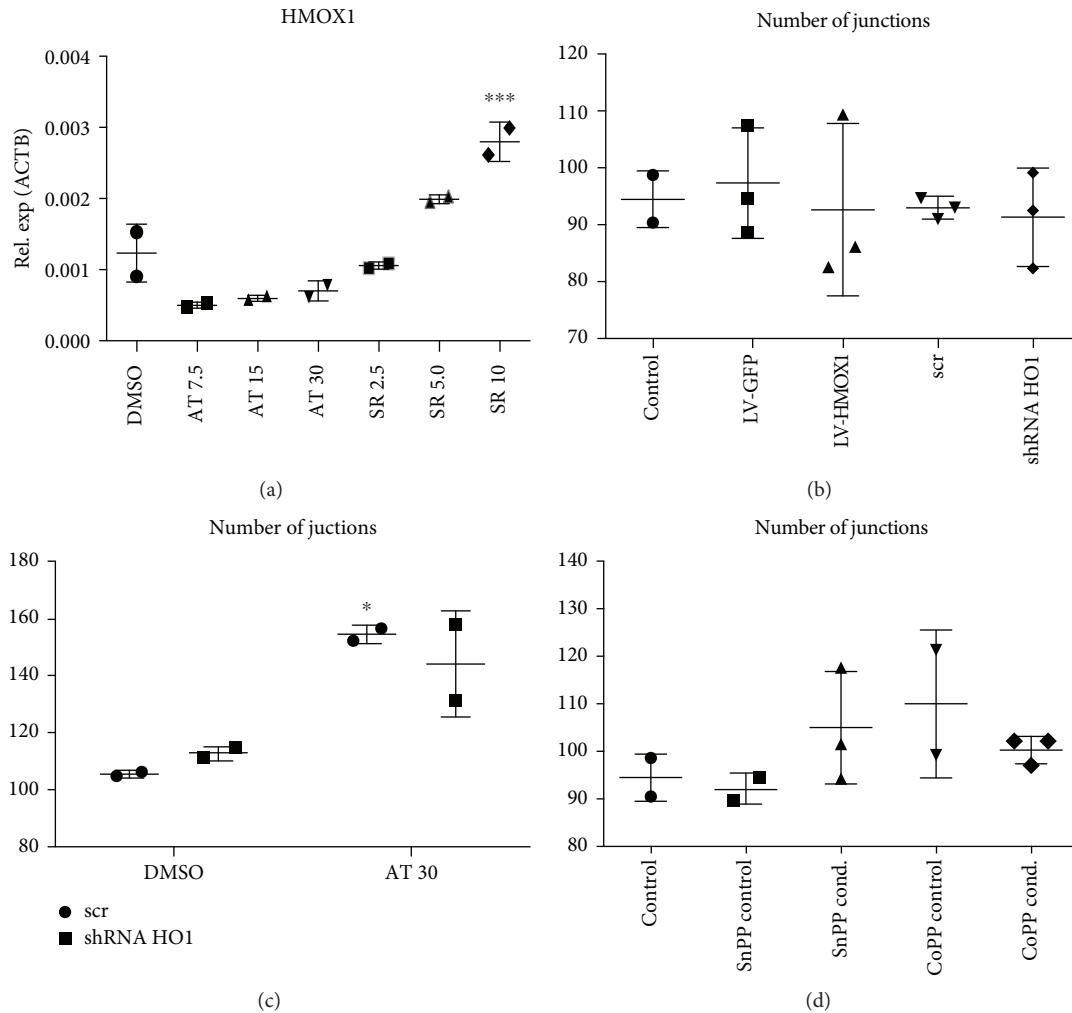 HMOX1
Rel. exp (ACTB)
0.004
0.003
0.002
0.001
0.000
***
DMSO
AT 7.5
AT 15
AT 30
SR 2.5
SR 5.0
SR 10
(a)
Number of junctions
120
110
100
90
80
70
Control
LV-GFP
LV-HMOX1
scr
shRNA HO1
(b)
Number of juctions
180
160
140
120
100
80
*
DMSO
AT 30
scr
shRNA HO1
(c)
Number of junctions
140
130
120
110
100
90
80
Control
SnPP control
SnPP cond.
CoPP control
CoPP cond.
(d)